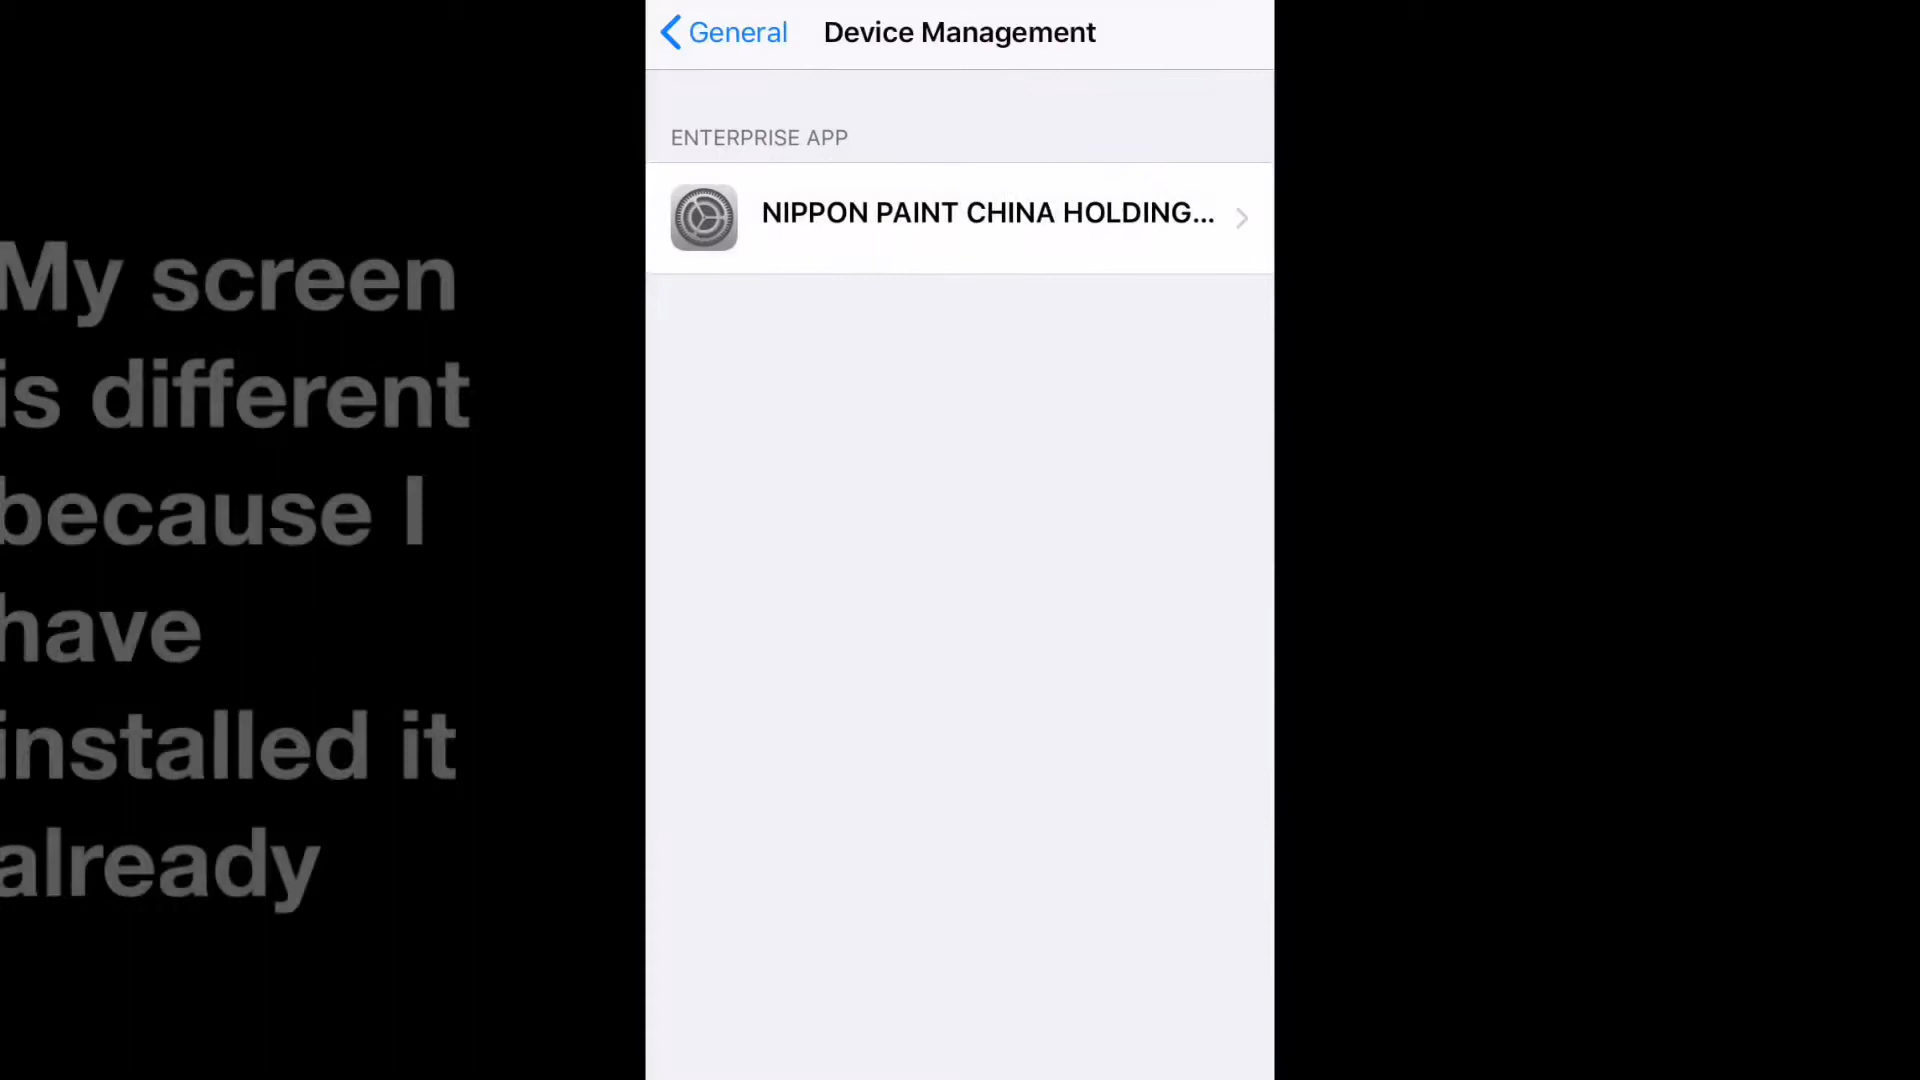 General
Device Management
ENTERPRISE APP
NIPPON PAINT CHINA HOLDING...
My screen
is different
because I
have
installed it
already